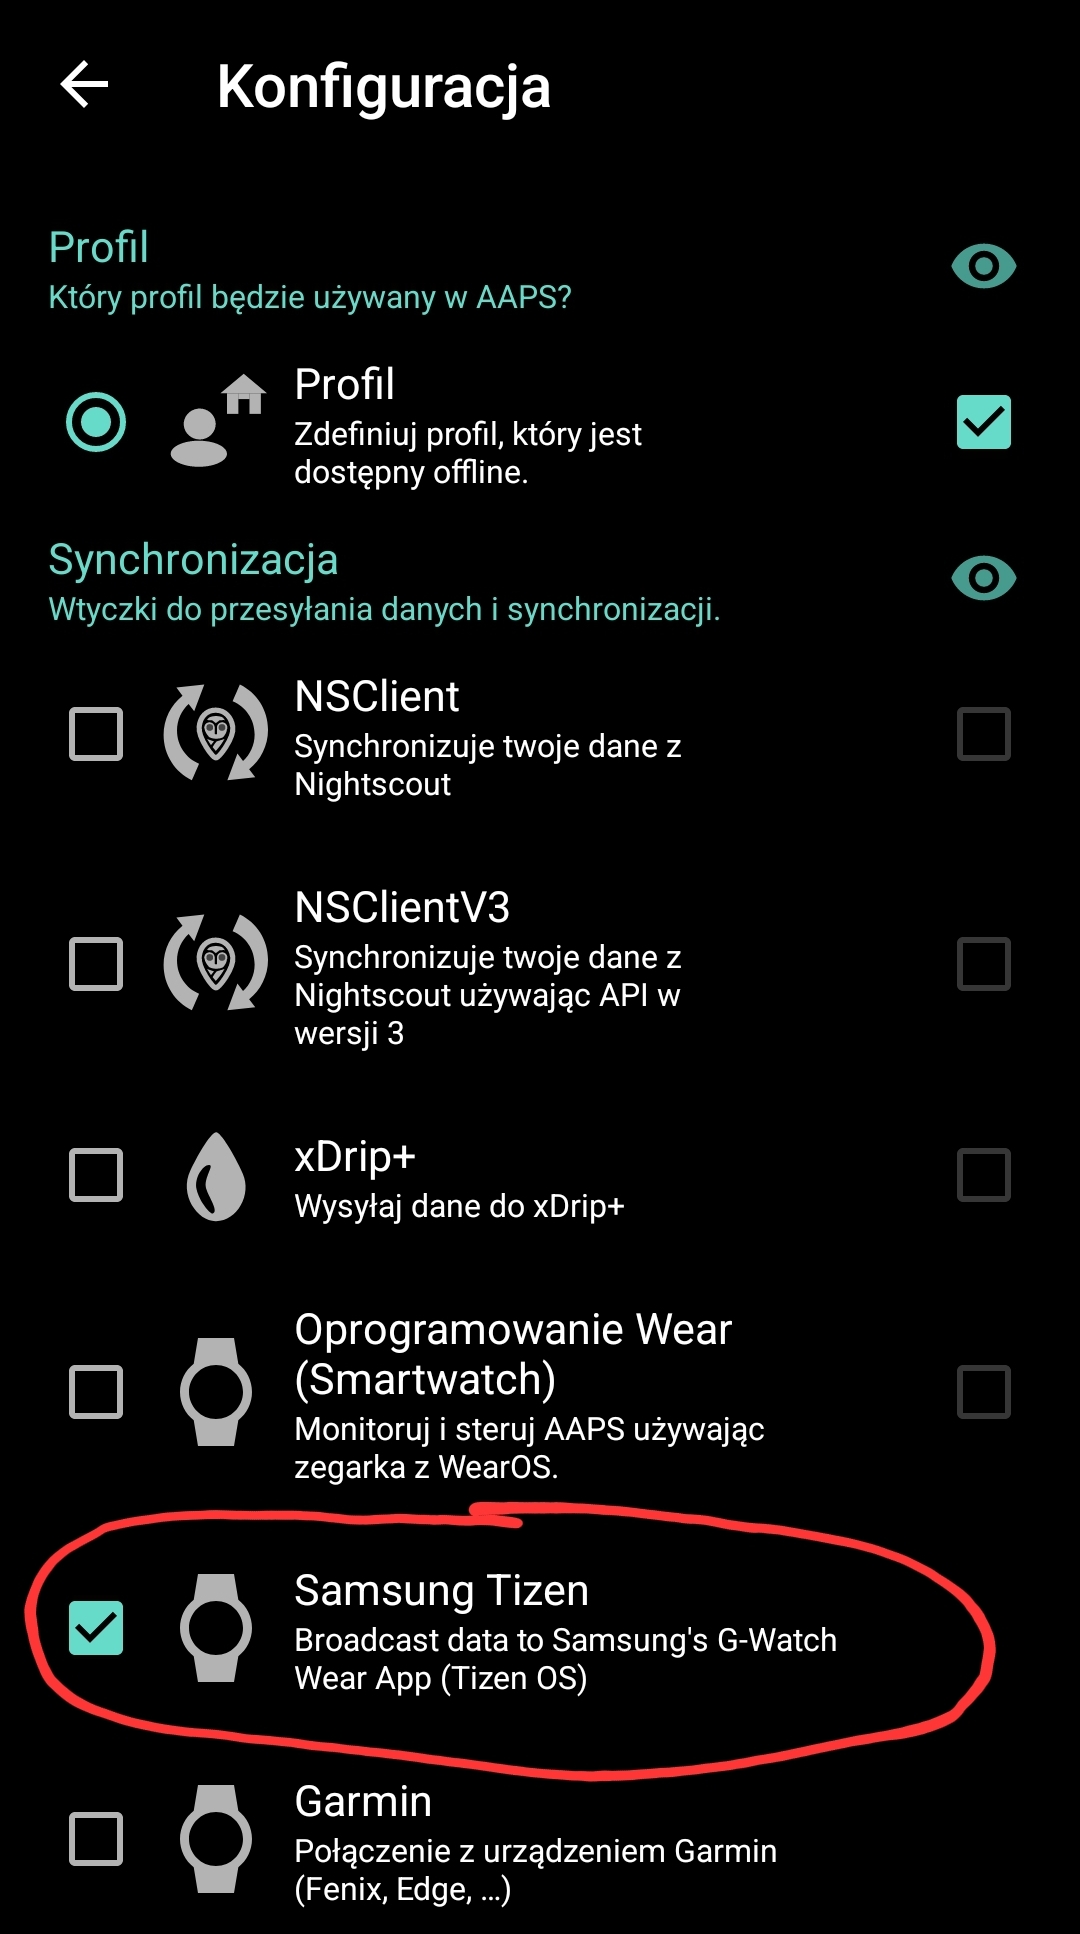 Konfiguracja
Profil
Który profil będzie używany w AAPS?
Profil
Zdefiniuj profil, który jest
dostępny offline.
Synchronizacja
Wtyczki do przesyłania danych i synchronizacji.
NSClient
Synchronizuje twoje dane z
Nightscout
NSClientV3
Synchronizuje twoje dane z
Nightscout używając API w
wersji 3
xDrip+
Wysyłaj dane do xDrip+
Oprogramowanie Wear
(Smartwatch)
Monitoruj i steruj AAPS używając
zegarka z WearOS.
Samsung Tizen
Broadcast data to Samsung's G-Watch
Wear App (Tizen OS)
Garmin
Połączenie z urządzeniem Garmin
(Fenix, Edge, ...)